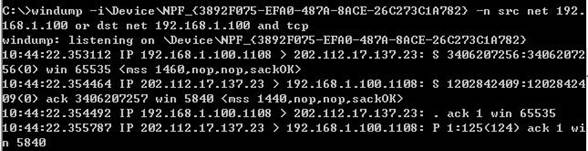 C:\>windump -i\Device\NPF_{3892F075-EFA0-487A-8ACE-26C273C1A782} -n src net 192.
168.1.100 or dst net 192.168.1.100 and tcp
windump: listening on \Device\NPF_{3892F075-EFA0-487A-8ACE-26C273C1A782}
10:44:22.353112 IP 192.168.1.100.1108 > 202.112.17.137.23: S 3406207256:34062072
56(0) win 65535 <mss 1460,nop,nop,sackOK>
10:44:22.354464 IP 202.112.17.137.23 > 192.168.1.100.1108: S 1202842409:12028424
09(0) ack 3406207257 win 5840 <mss 1440,nop,nop,sackOK>
10:44:22.354492 IP 192.168.1.100.1108 > 202.112.17.137.23: . ack 1 win 65535
10:44:22.355787 IP 202.112.17.137.23 > 192.168.1.100.1108: P 1:125(124) ack 1 wi
n 5840